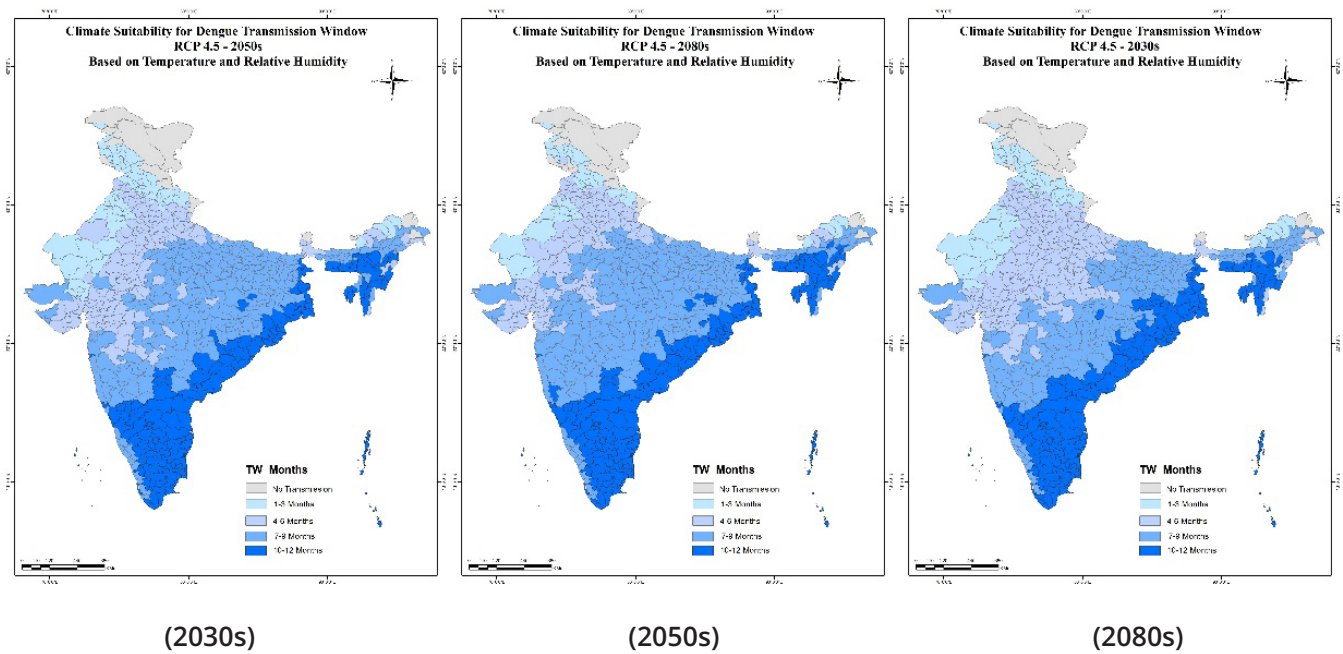 Climate Suitability for Dengue Transmission Window
RCP 4.5 - 2050s
Based on Temperature and Relative Humidity
TW Months
No Transmission
1-3 Months
4-6 Months
7-9 Months
10-12 Months
(2030s)
Climate Suitability for Dengue Transmission Window
RCP 4.5 - 2080s
Based on Temperature and Relative Humidity
TW Months
No Transmission
1-3 Months
4-6 Months
7-9 Months
10-12 Months
(2050s)
Climate Suitability for Dengue Transmission Window
RCP 4.5 - 2030s
Based on Temperature and Relative Humidity
TW Months
No Transmission
1-3 Months
4-6 Months
7-9 Months
10-12 Months
(2080s)